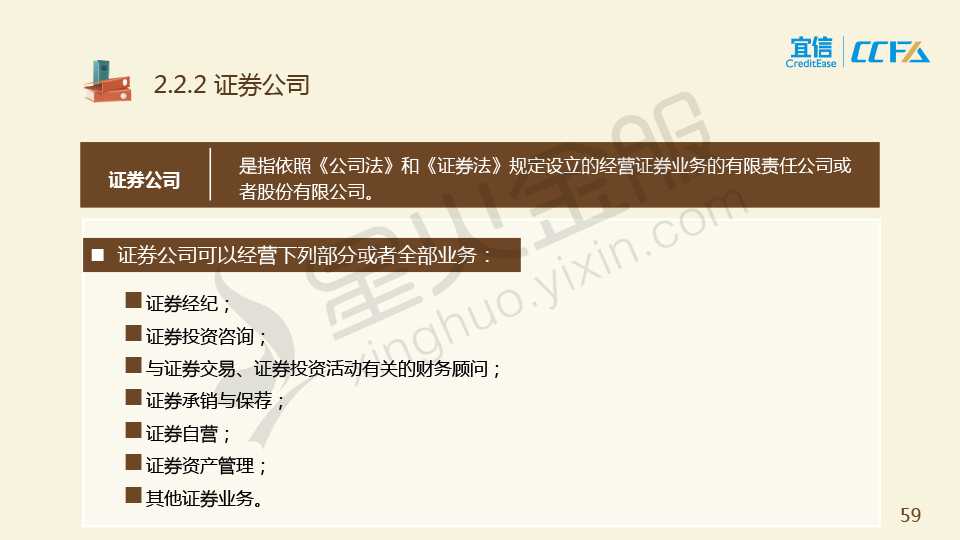 宜信
CreditEase
CCFA
2.2.2 证券公司
证券公司
是指依照《公司法》和《证券法》规定设立的经营证券业务的有限责任公司或
者股份有限公司。
证券公司可以经营下列部分或者全部业务：
证券经纪；
证券投资咨询；
与证券交易、证券投资活动有关的财务顾问；
证券承销与保荐；
证券自营；
证券资产管理；
其他证券业务。
星火金服
xinghuo.yixin.com
59